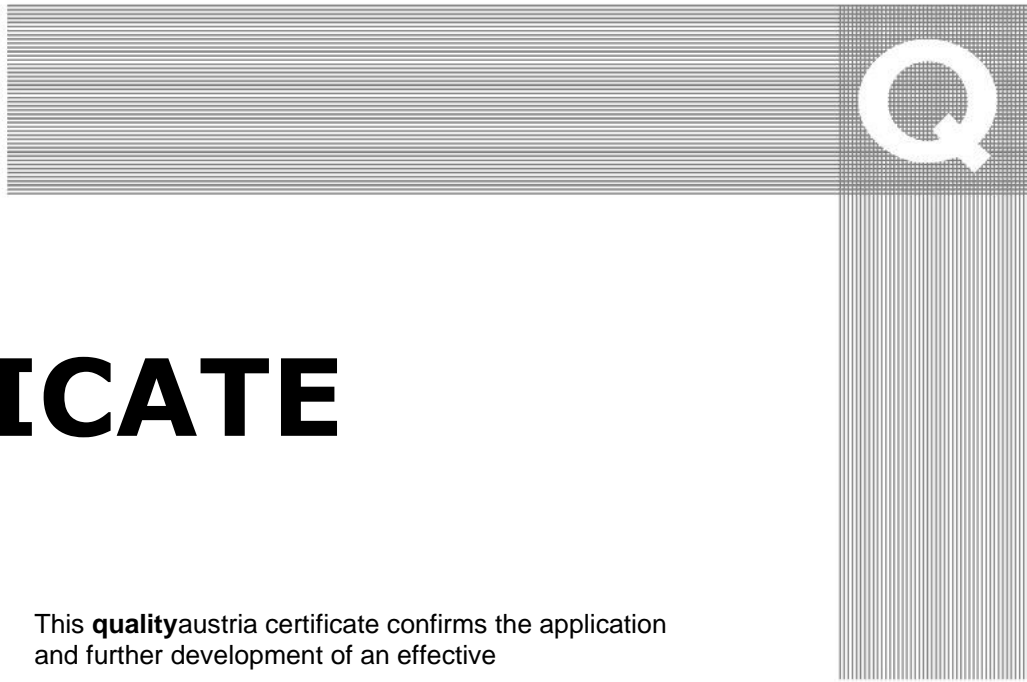 Q
ICATE
This qualityaustria certificate confirms the application
and further development of an effective